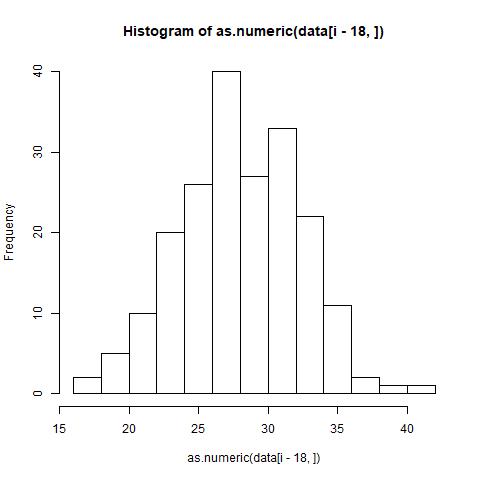 Histogram of as.numeric(data[i - 18, ])
Frequency
40
30
20
10
0
15 20 25 30 35 40
as.numeric(data[i - 18, ])